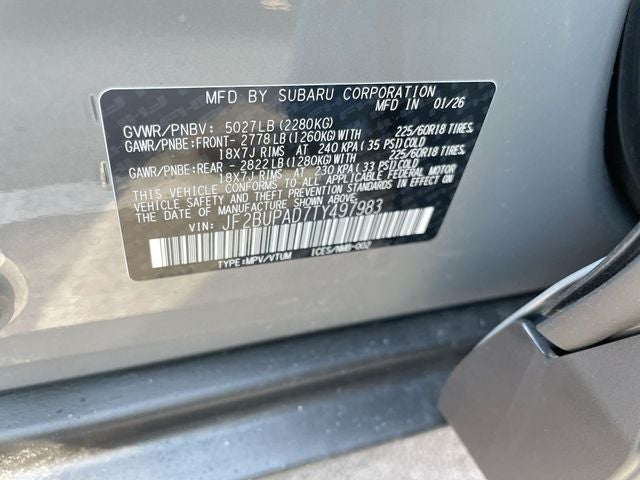 MFD BY SUBARU CORPORATION
MFD IN 01/26
GVWR/PNBV: 5027LB(2280KG)
GAWR/PNBE:FRONT-2778LB(1260KG)WITH 225/60R18 TIRES,
18X7J RIMS AT 240 KPA(35 PSI)COLD
GAWR/PNBE:REAR -2822LB(1280KG)WITH 225/60R18 TIRES,
18X7J RIMS AT 230 KPA(33 PSI)COLD
THIS VEHICLE CONFORMS TO ALL APPLICABLE FEDERAL MOTOR
VEHICLE SAFETY AND THEFT PREVENTION STANDARDS IN EFFECT
ON THE DATE OF MANUFACTURE SHOWN ABOVE.
VIN: JF2BUPAD7TY497983
TYPE:MPV/VTUM ICES/NMB-002